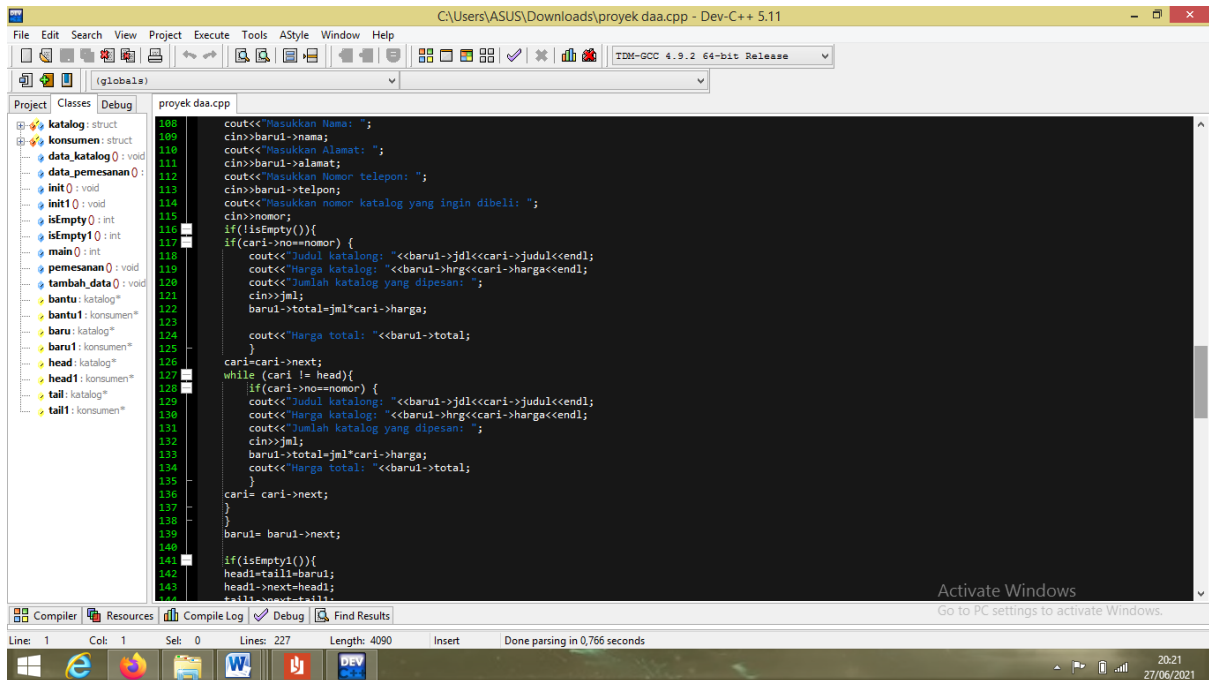 C:\Users\ASUS\Downloads\proyek daa.cpp - Dev-C++ 5.11
File Edit Search View Project Execute Tools AStyle Window Help
TDM-GCC 4.9.2 64-bit Release
(globals)
Project Classes Debug
proyek daa.cpp
katalog : struct
konsumen : struct
data_katalog () : void
data_pemesanan () :
init () : void
init1 () : void
isEmpty () : int
isEmpty1 () : int
main () : int
pemesanan () : void
tambah_data () : void
bantu : katalog*
bantu1 : konsumen*
baru : katalog*
baru1 : konsumen*
head : katalog*
head1 : konsumen*
tail : katalog*
tail1 : konsumen*
108 cout<<"Masukkan Nama: ";
109 cin>>baru1->nama;
110 cout<<"Masukkan Alamat: ";
111 cin>>baru1->alamat;
112 cout<<"Masukkan Nomor telepon: ";
113 cin>>baru1->telpon;
114 cout<<"Masukkan nomor katalog yang ingin dibeli: ";
115 cin>>nomor;
116 if(!isEmpty()){
117 if(cari->no==nomor) {
118 cout<<"Judul katalong: "<<baru1->jdl<<cari->judul<<endl;
119 cout<<"Harga katalog: "<<baru1->hrg<<cari->harga<<endl;
120 cout<<"Jumlah katalog yang dipesan: ";
121 cin>>jml;
122 baru1->total=jml*cari->harga;
123
124 cout<<"Harga total: "<<baru1->total;
125 }
126 cari=cari->next;
127 while (cari != head){
128 if(cari->no==nomor) {
129 cout<<"Judul katalong: "<<baru1->jdl<<cari->judul<<endl;
130 cout<<"Harga katalog: "<<baru1->hrg<<cari->harga<<endl;
131 cout<<"Jumlah katalog yang dipesan: ";
132 cin>>jml;
133 baru1->total=jml*cari->harga;
134 cout<<"Harga total: "<<baru1->total;
135 }
136 cari= cari->next;
137 }
138 }
139 baru1= baru1->next;
140
141 if(isEmpty1()){
142 head1=tail1=baru1;
143 head1->next=head1;
144 tail1->next=tail1;
Activate Windows
Go to PC settings to activate Windows.
Compiler Resources Compile Log Debug Find Results
Line: 1 Col: 1 Sel: 0 Lines: 227 Length: 4090 Insert Done parsing in 0,766 seconds
W DEV C++
20:21
27/06/2021